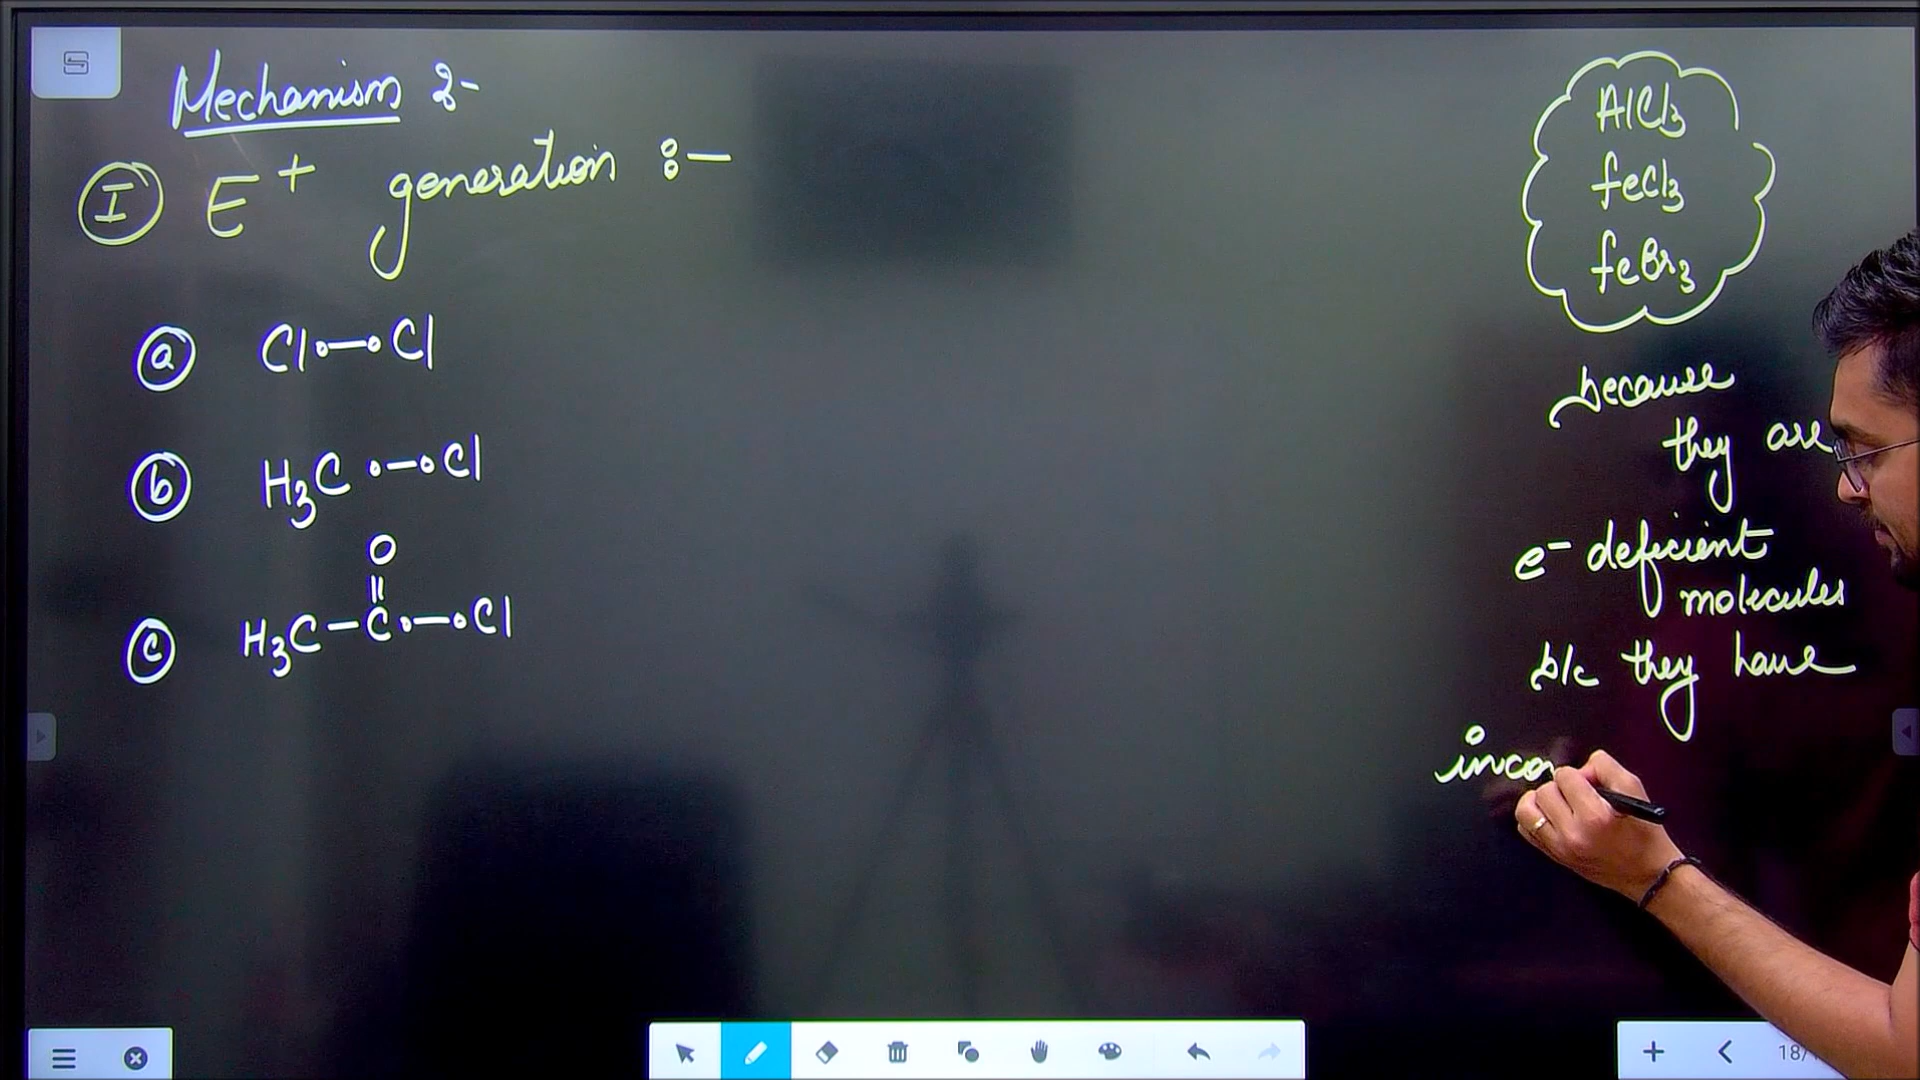 Mechanism :-
I E+ generation :-
a Cl•—•Cl
b H3C•—•Cl
O
||
c H3C—C•—•Cl
AlCl3
FeCl3
FeBr3
because
they are
e- deficient
molecules
b/c they have
inco
18/